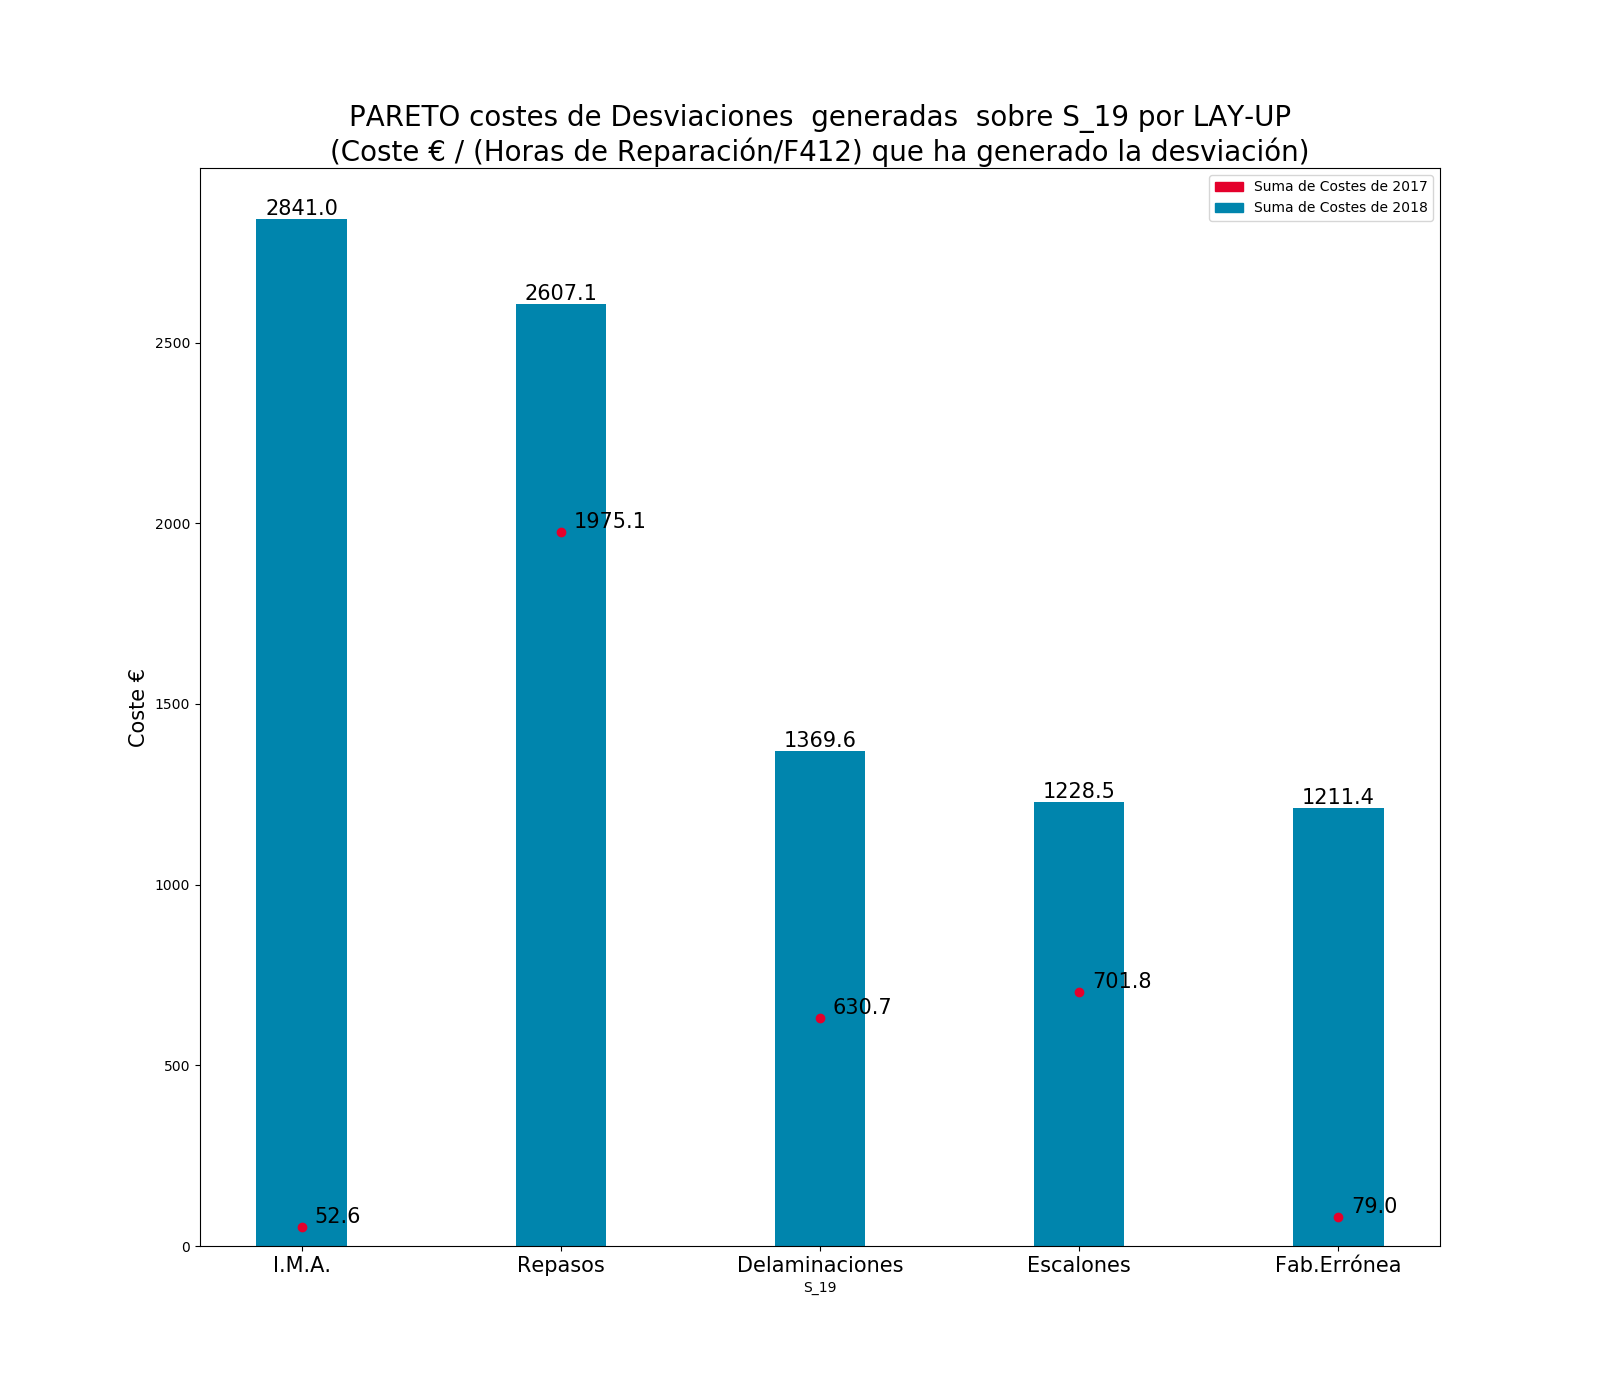 PARETO costes de Desviaciones  generadas  sobre S_19 por LAY-UP
(Coste € / (Horas de Reparación/F412) que ha generado la desviación)
Suma de Costes de 2017
Suma de Costes de 2018
2841.0
2607.1
2500
2000
1975.1
1500
Coste €
1369.6
1228.5
1211.4
1000
701.8
630.7
500
52.6
79.0
0
I.M.A.
Repasos
Delaminaciones
Escalones
Fab.Errónea
S_19